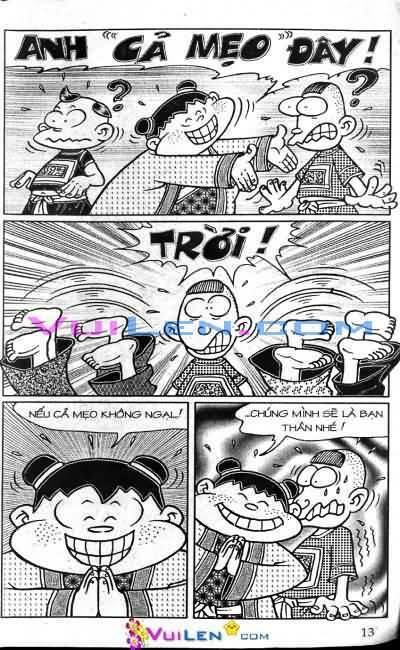 ANH "CẢ MẸO" ĐÂY!
? ?
TRỜI!
VuiLen.com
NẾU CẢ MẸO KHÔNG NGẠI..!
...CHÚNG MÌNH SẼ LÀ BẠN
THÂN NHÉ!
13
VuiLen.com